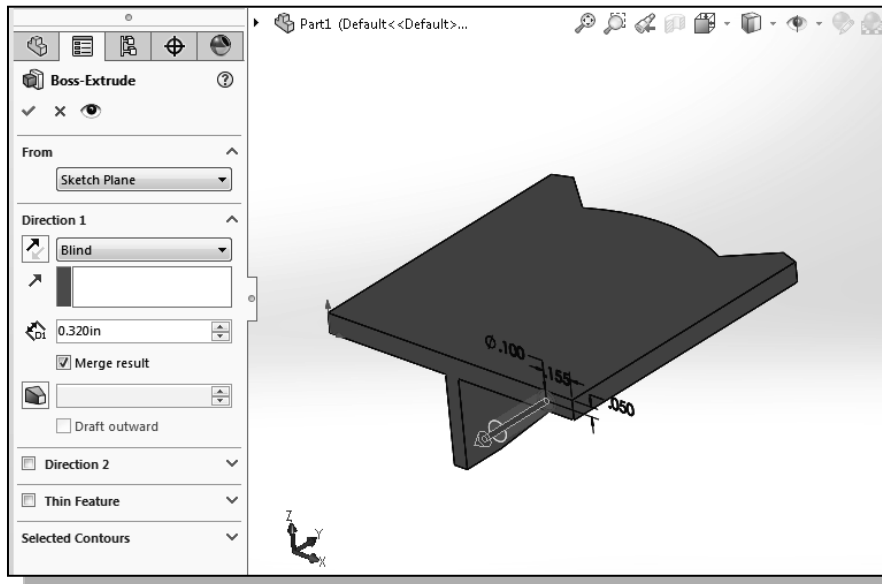 Part1 (Default<<Default>...
Boss-Extrude
From
Sketch Plane
Direction 1
Blind
D1
0.320in
Merge result
Draft outward
Direction 2
Thin Feature
Selected Contours
Ø.100
.155
.050
Z
Y
X